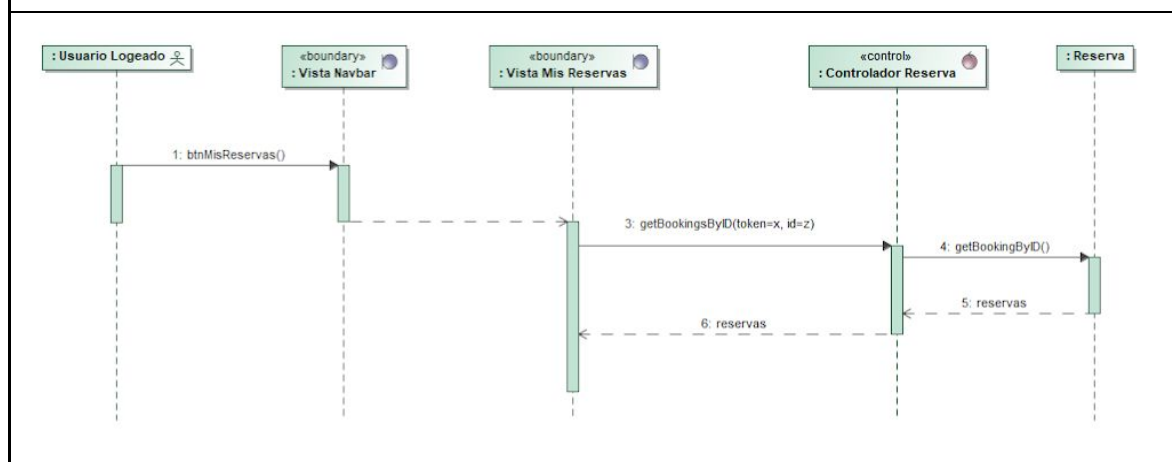 : Usuario Logeado
«boundary»
: Vista Navbar
«boundary»
: Vista Mis Reservas
«control»
: Controlador Reserva
: Reserva
1: btnMisReservas()
3: getBookingsByID(token=x, id=z)
4: getBookingByID()
5: reservas
6: reservas